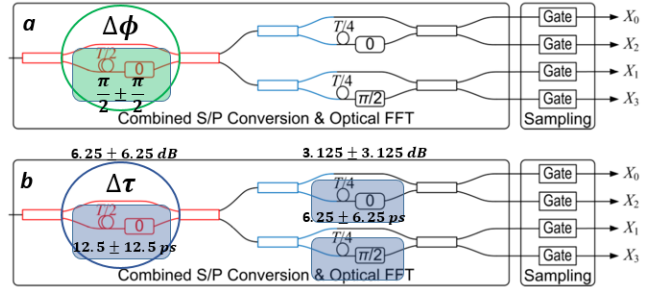 a
Δϕ
T/2
0
π/2 ± π/2
T/4
0
T/4
π/2
Gate
X₀
Gate
X₂
Gate
X₁
Gate
X₃
Combined S/P Conversion & Optical FFT
Sampling
6.25 ± 6.25 dB
3.125 ± 3.125 dB
b
Δτ
T/2
0
12.5 ± 12.5 ps
T/4
0
6.25 ± 6.25 ps
T/4
π/2
Gate
X₀
Gate
X₂
Gate
X₁
Gate
X₃
Combined S/P Conversion & Optical FFT
Sampling